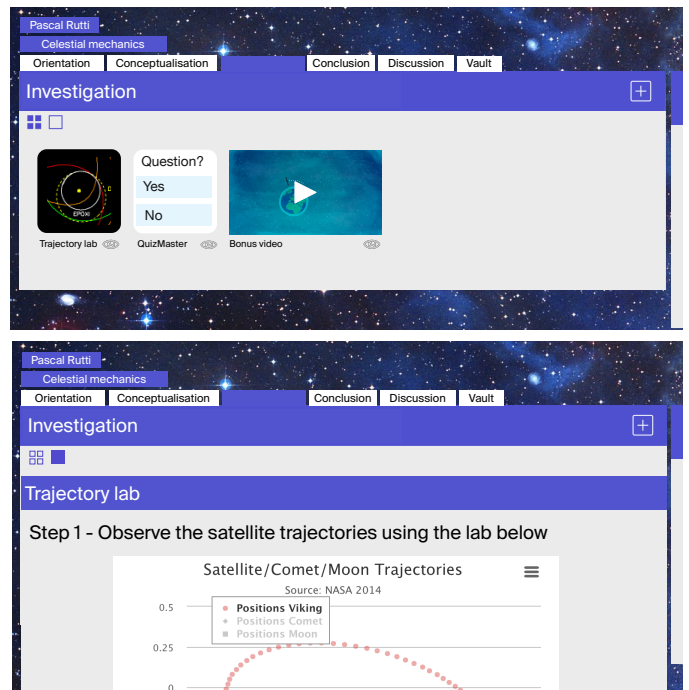 Pascal Rutti
Celestial mechanics
Orientation Conceptualisation Conclusion Discussion Vault
Investigation
Question?
Yes
No
EPOXI
Trajectory lab QuizMaster Bonus video
Pascal Rutti
Celestial mechanics
Orientation Conceptualisation Conclusion Discussion Vault
Investigation
Trajectory lab
Step 1 - Observe the satellite trajectories using the lab below
Satellite/Comet/Moon Trajectories
Source: NASA 2014
0.5
Positions Viking
Positions Comet
Positions Moon
0.25
0